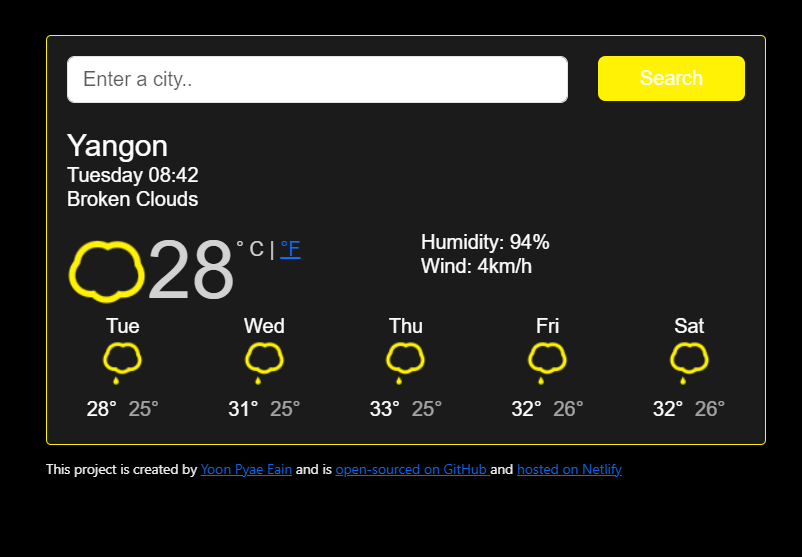 Enter a city..
Search
Yangon
Tuesday 08:42
Broken Clouds
28° C | °F
Humidity: 94%
Wind: 4km/h
Tue Wed Thu Fri Sat
28° 25° 31° 25° 33° 25° 32° 26° 32° 26°
This project is created by Yoon Pyae Eain and is open-sourced on GitHub and hosted on Netlify